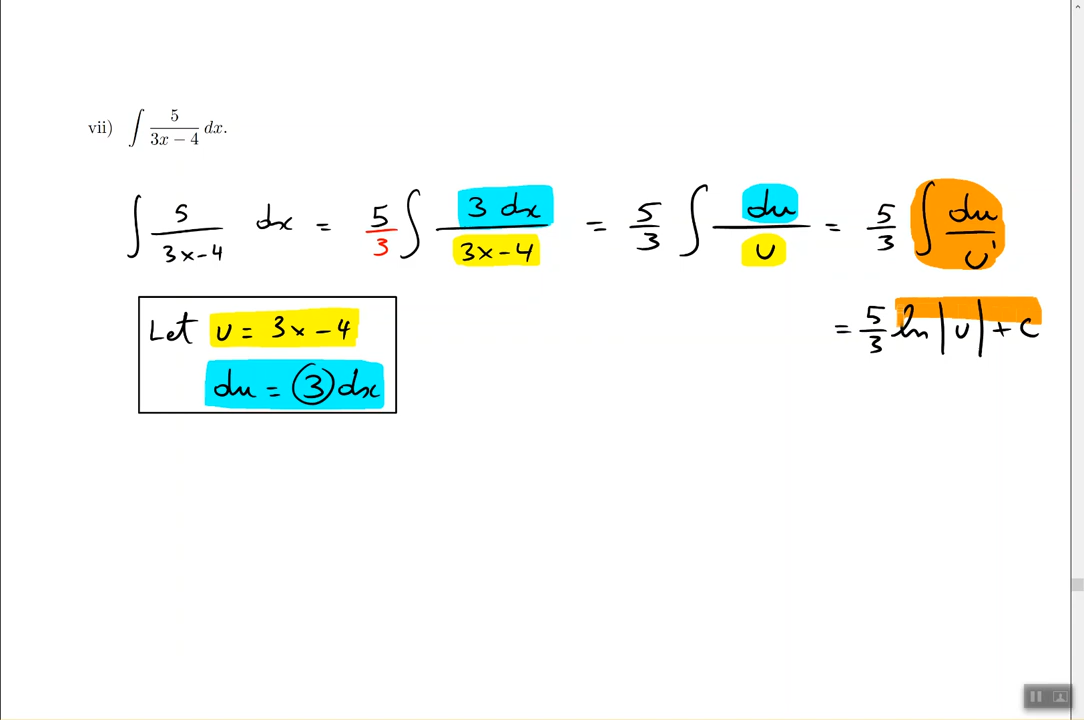 vii) ∫ 5/(3x − 4) dx.
∫ 5/(3x−4) dx = 5/3 ∫ 3 dx/(3x−4) = 5/3 ∫ du/u = 5/3 ∫ du/u¹
Let u = 3x−4
du = 3 dx
= 5/3 ln|u| + C